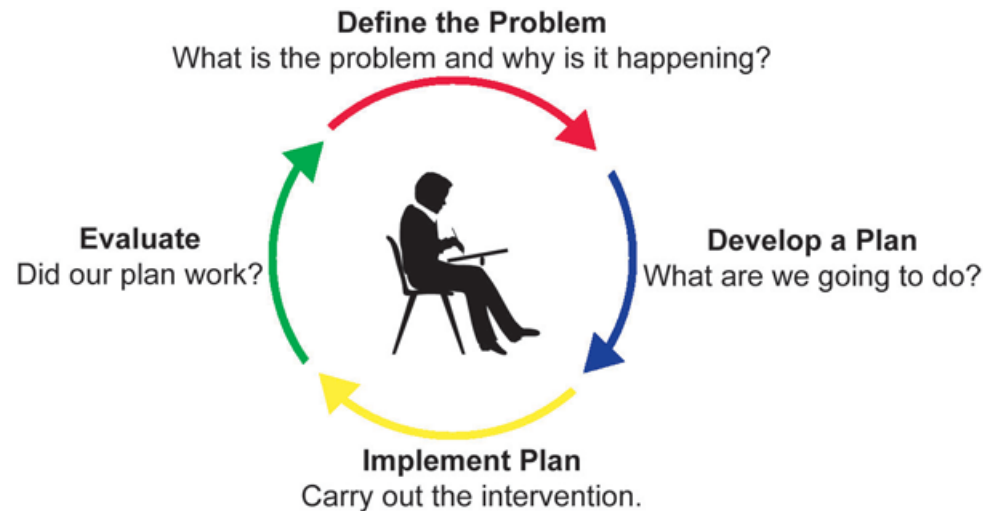 Define the Problem
What is the problem and why is it happening?
Develop a Plan
What are we going to do?
Implement Plan
Carry out the intervention.
Evaluate
Did our plan work?